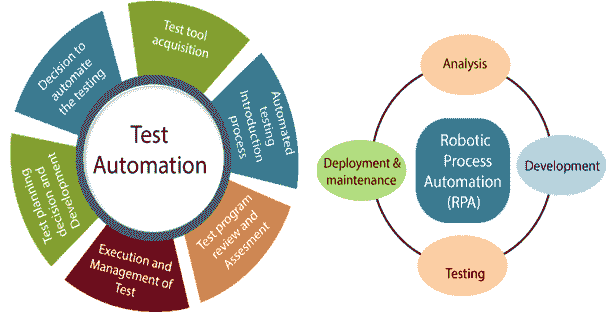 Test
Automation
Test tool
acquisition
Automated
testing
Introduction
process
Test program
review and
Assesment
Execution and
Management of
Test
Test planning
decision and
Development
Decision to
automate
the testing
Robotic
Process
Automation
(RPA)
Analysis
Development
Testing
Deployment &
maintenance